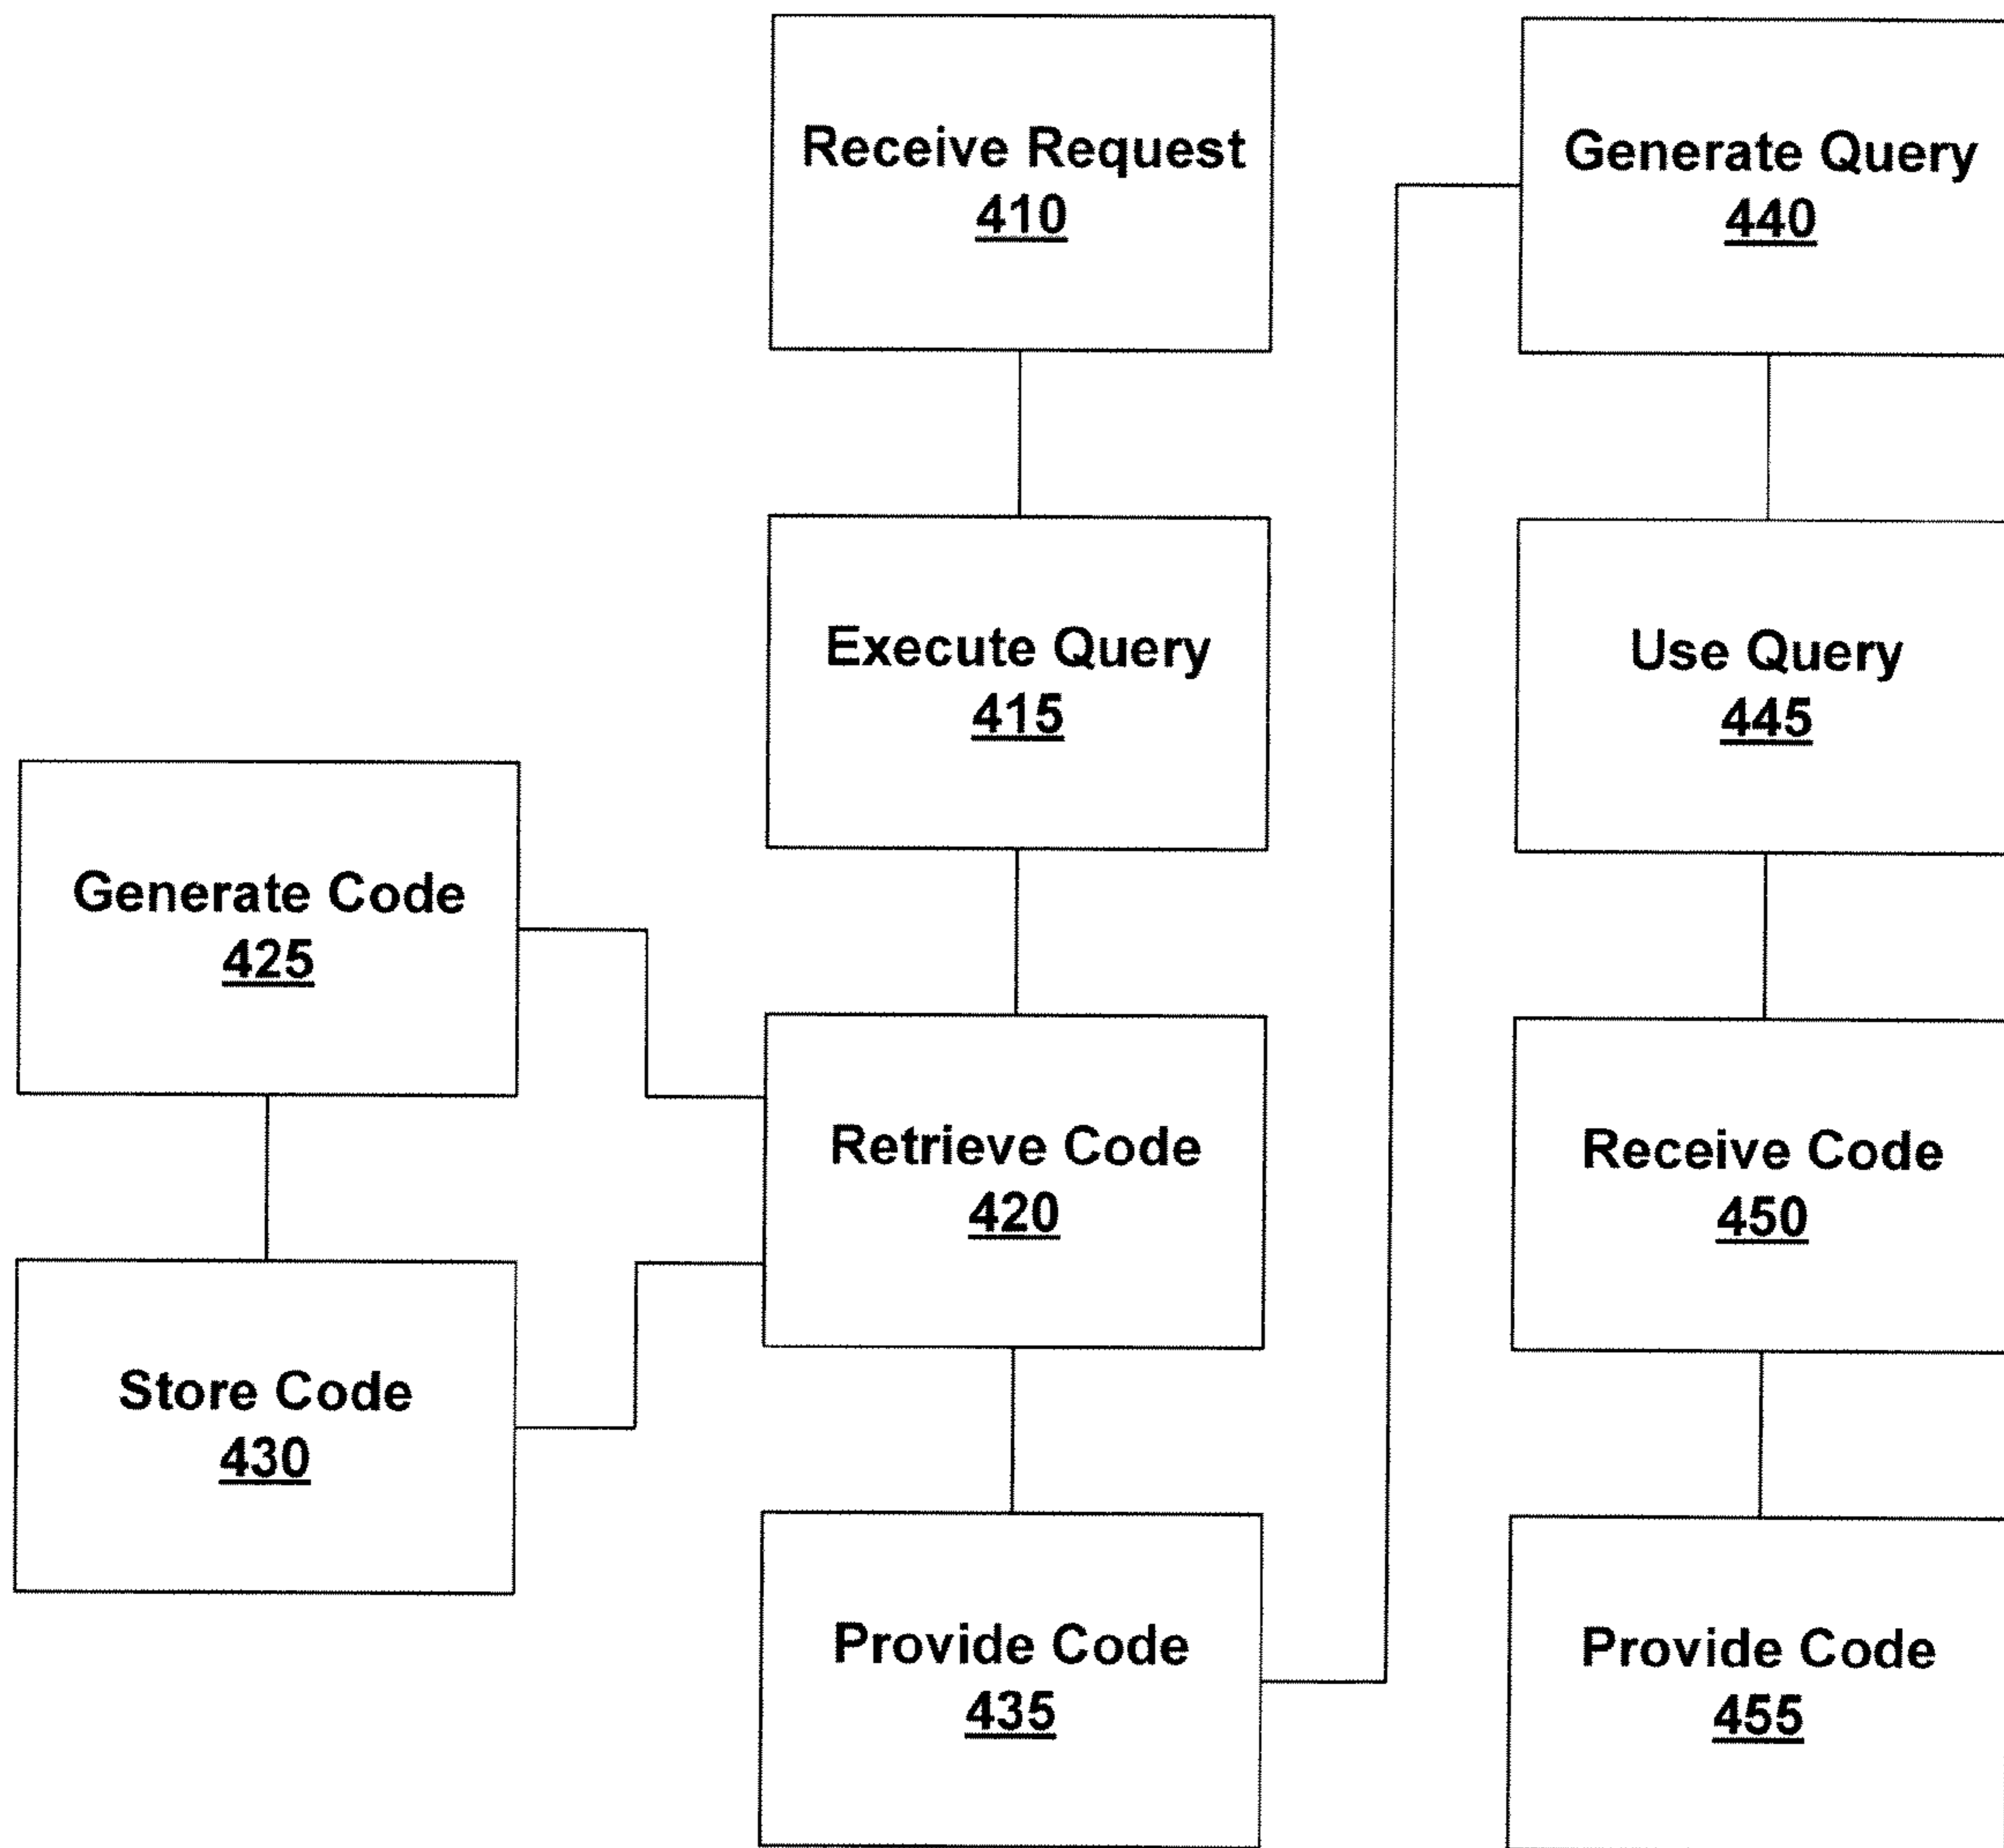 Receive Request
410
Execute Query
415
Generate Code
425
Retrieve Code
420
Store Code
430
Provide Code
435
Generate Query
440
Use Query
445
Receive Code
450
Provide Code
455